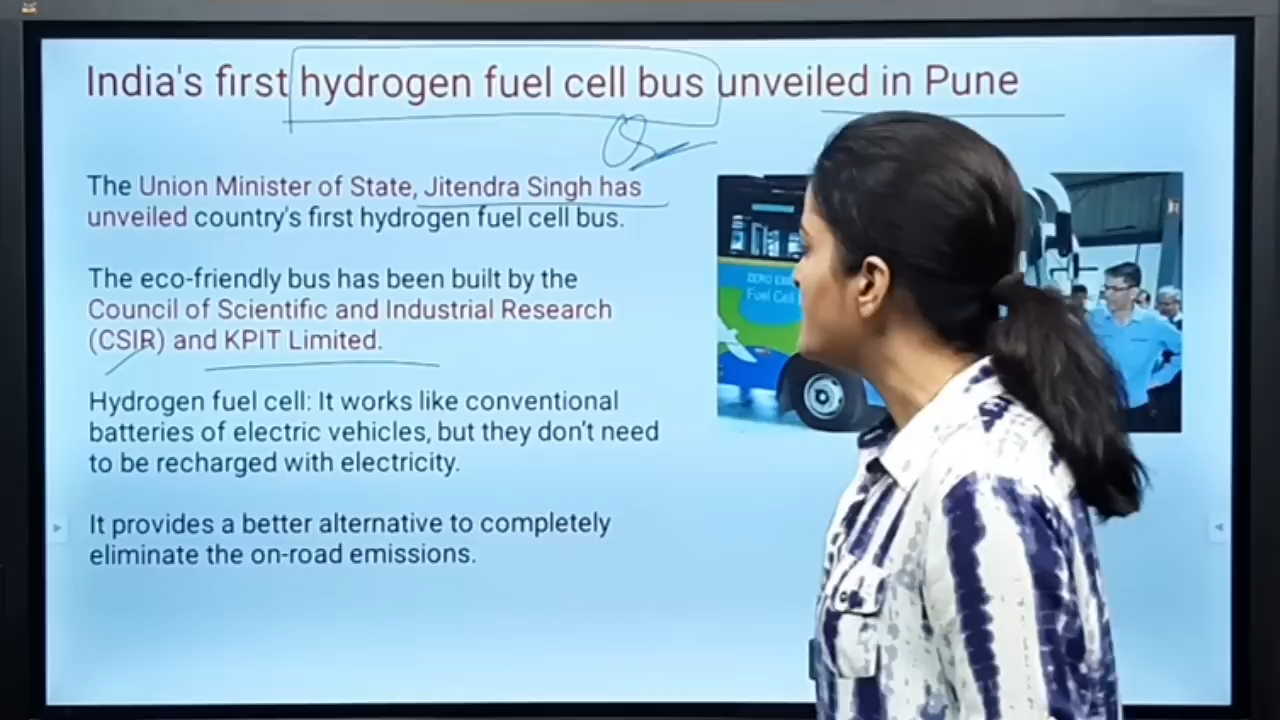 India's first hydrogen fuel cell bus unveiled in Pune
The Union Minister of State, Jitendra Singh has
unveiled country's first hydrogen fuel cell bus.
The eco-friendly bus has been built by the
Council of Scientific and Industrial Research
(CSIR) and KPIT Limited.
Hydrogen fuel cell: It works like conventional
batteries of electric vehicles, but they don't need
to be recharged with electricity.
It provides a better alternative to completely
eliminate the on-road emissions.
ZERO
Fuel Cell